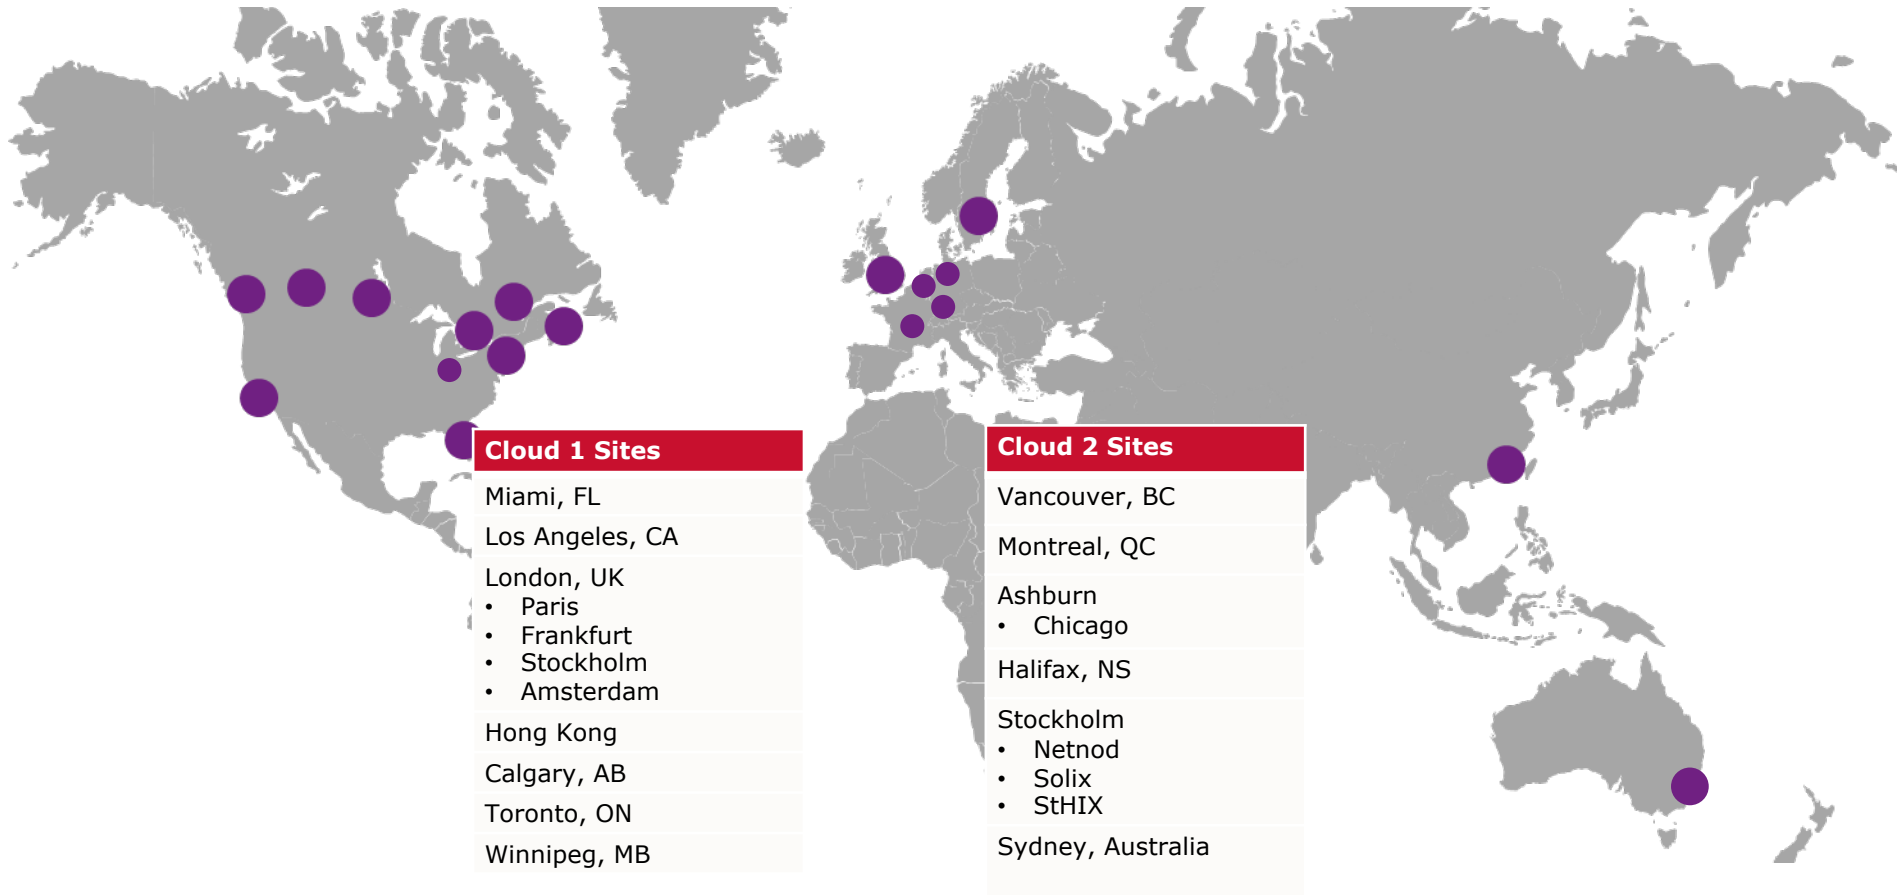 Cloud 1 Sites
Miami, FL
Los Angeles, CA
London, UK
• Paris
• Frankfurt
• Stockholm
• Amsterdam
Hong Kong
Calgary, AB
Toronto, ON
Winnipeg, MB
Cloud 2 Sites
Vancouver, BC
Montreal, QC
Ashburn
• Chicago
Halifax, NS
Stockholm
• Netnod
• Solix
• StHIX
Sydney, Australia